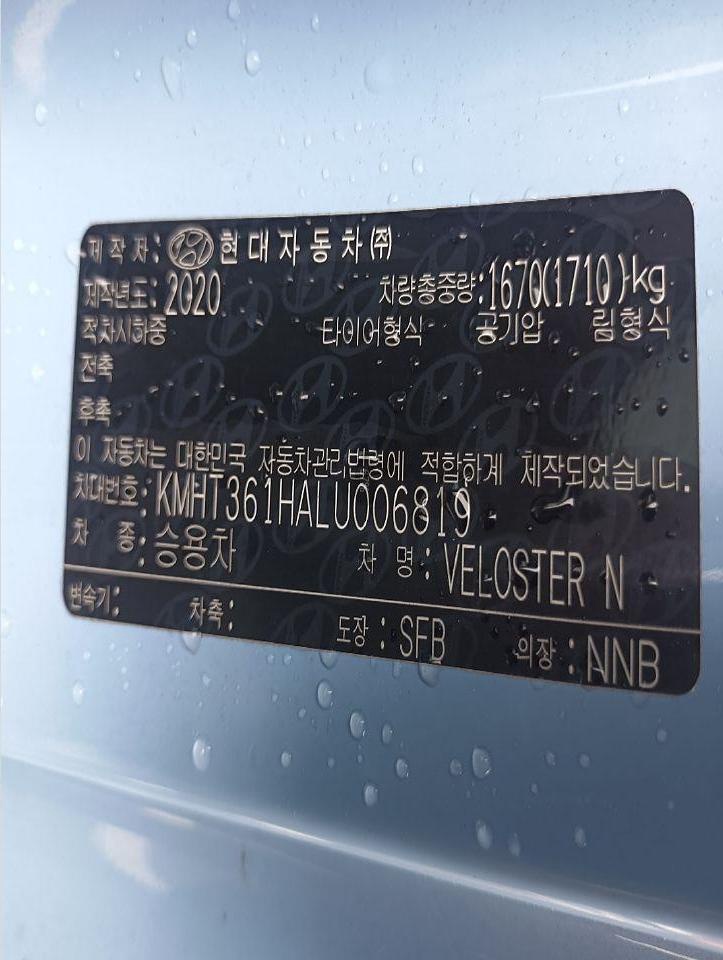 제작자: 현대자동차(주)
제작년도: 2020 차량총중량: 1670(1710)kg
적차시하중 타이어형식 공기압 림형식
전축
후축
이 자동차는 대한민국 자동차관리법령에 적합하게 제작되었습니다.
차대번호: KMHT361HALU006819
차 종: 승용차 차 명: VELOSTER N
변속기: 차축: 도장: SFB 의장: NNB